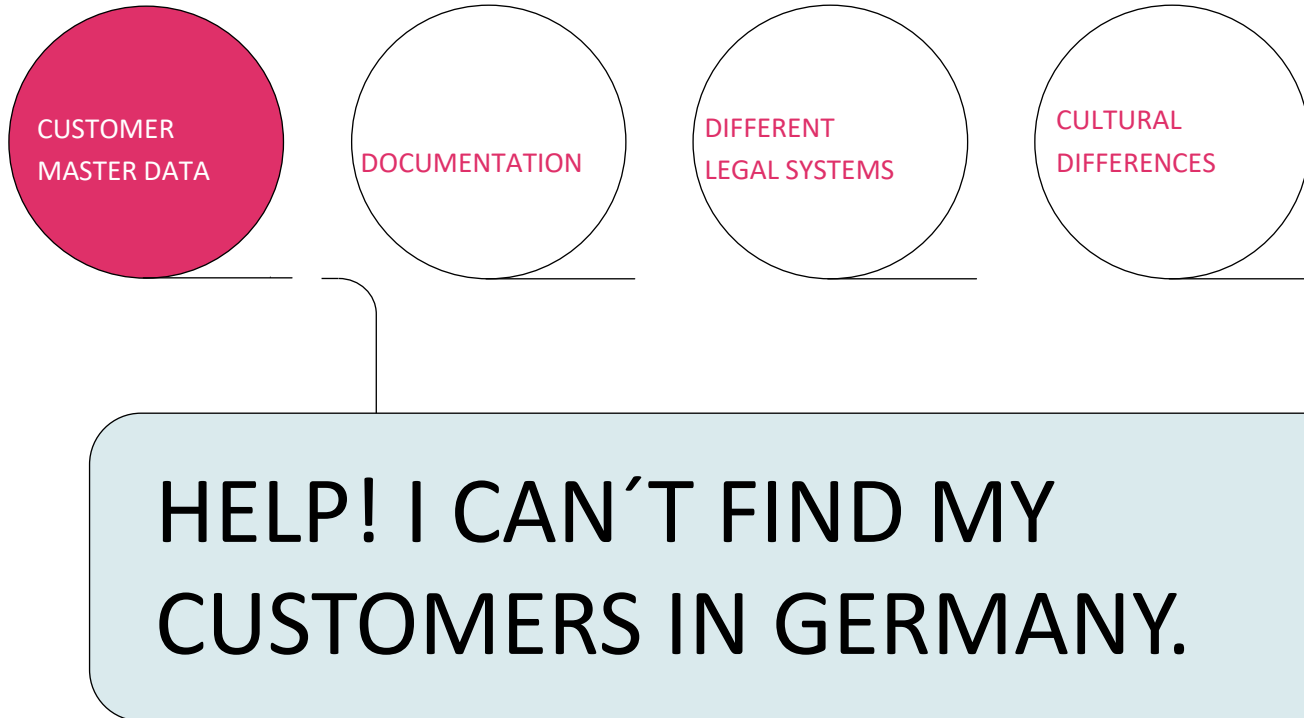 CUSTOMER
MASTER DATA
DOCUMENTATION
DIFFERENT
LEGAL SYSTEMS
CULTURAL
DIFFERENCES
HELP! I CAN´T FIND MY
CUSTOMERS IN GERMANY.